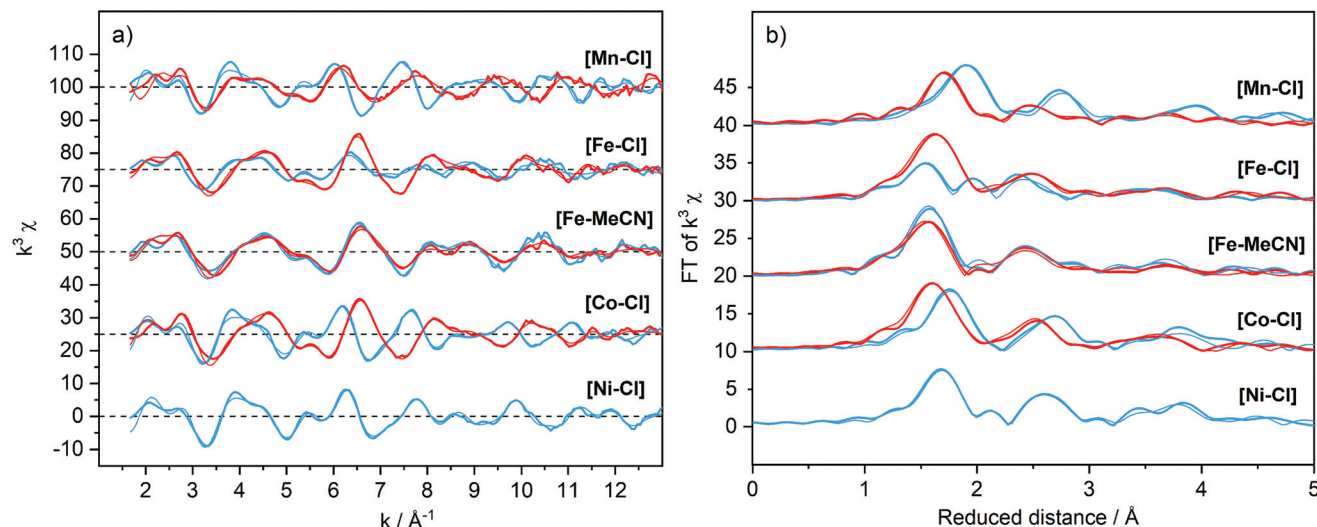 a)
110
100
90
80
70
60
50
40
30
20
10
0
-10
k³ χ
[Mn-Cl]
[Fe-Cl]
[Fe-MeCN]
[Co-Cl]
[Ni-Cl]
2 3 4 5 6 7 8 9 10 11 12
k / Å⁻¹
b)
45
40
35
30
25
20
15
10
5
0
FT of k³ χ
[Mn-Cl]
[Fe-Cl]
[Fe-MeCN]
[Co-Cl]
[Ni-Cl]
0 1 2 3 4 5
Reduced distance / Å